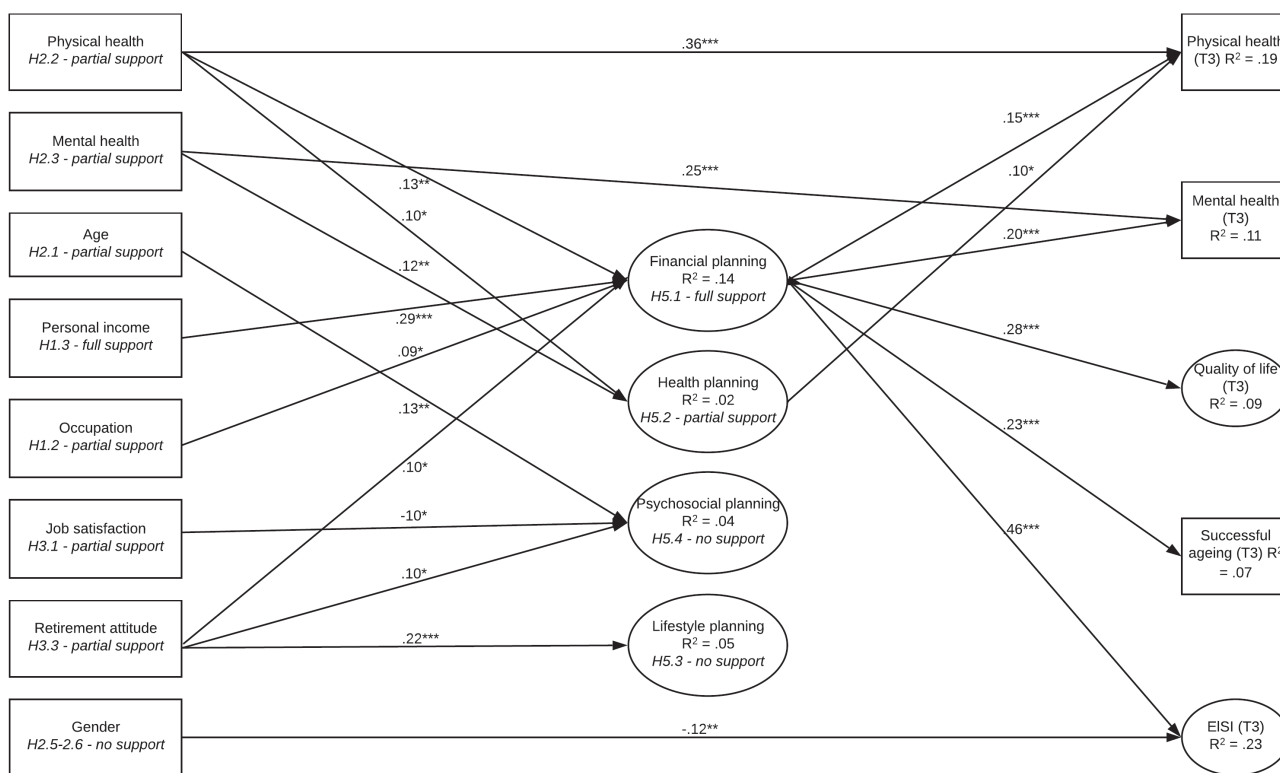 Physical health
H2.2 - partial support
Mental health
H2.3 - partial support
Age
H2.1 - partial support
Personal income
H1.3 - full support
Occupation
H1.2 - partial support
Job satisfaction
H3.1 - partial support
Retirement attitude
H3.3 - partial support
Gender
H2.5-2.6 - no support
.36***
.25***
.13**
.10*
.12**
.29***
.09*
.13**
.10*
-10*
.10*
.22***
-.12**
Financial planning
R² = .14
H5.1 - full support
Health planning
R² = .02
H5.2 - partial support
Psychosocial planning
R² = .04
H5.4 - no support
Lifestyle planning
R² = .05
H5.3 - no support
.15***
.10*
.20***
.28***
.23***
.46***
Physical health
(T3) R² = .19
Mental health
(T3)
R² = .11
Quality of life
(T3)
R² = .09
Successful
ageing (T3) R²
= .07
EISI (T3)
R² = .23